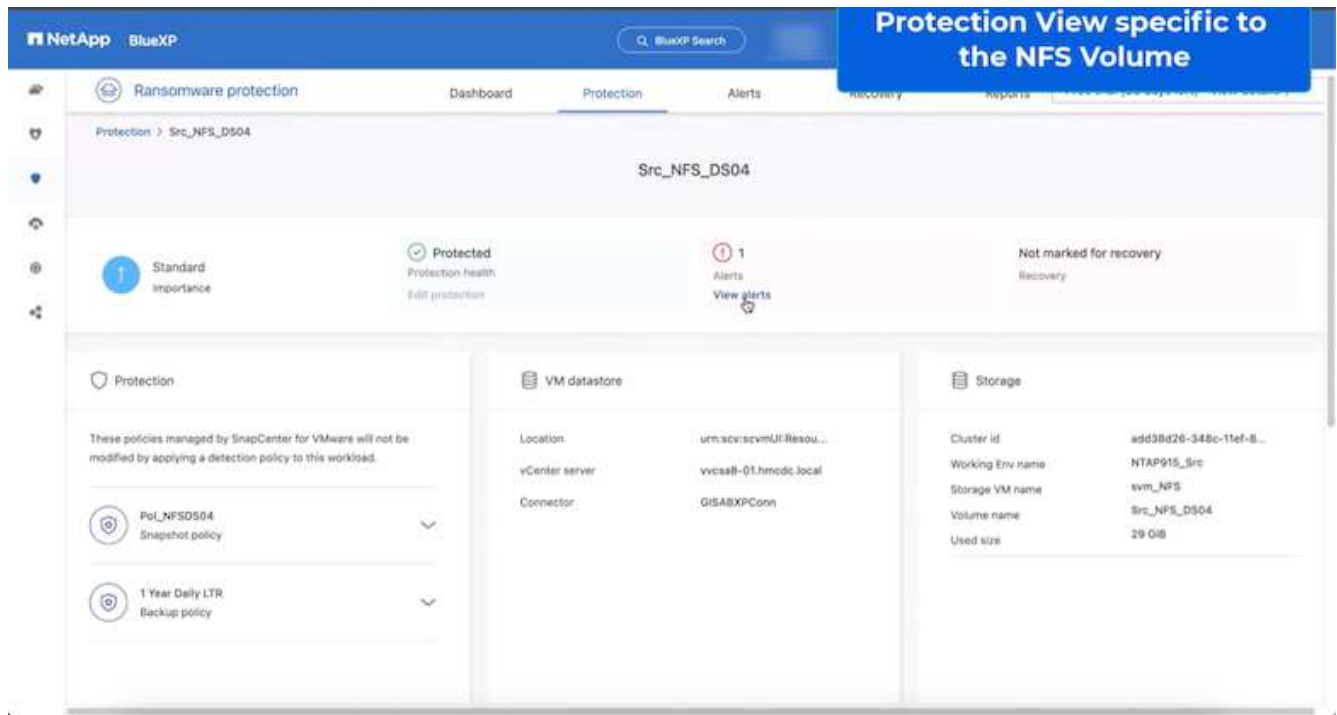 NetApp BlueXP
BlueXP Search
Protection View specific to
the NFS Volume
Ransomware protection
Dashboard
Protection
Alerts
Recovery
Reports
Protection > Src_NFS_DS04
Src_NFS_DS04
Standard
Importance
Protected
Protection health
Edit protection
1
Alerts
View alerts
Not marked for recovery
Recovery
Protection
These policies managed by SnapCenter for VMware will not be
modified by applying a detection policy to this workload.
Pol_NFSDS04
Snapshot policy
1 Year Daily LTR
Backup policy
VM datastore
Location urn:scv:scvmUI:Resou...
vCenter server vvcsa8-01.hmcdc.local
Connector GISABXPConn
Storage
Cluster id add38d26-348c-11ef-8...
Working Env name NTAP915_Src
Storage VM name svm_NFS
Volume name Src_NFS_DS04
Used size 29 GiB